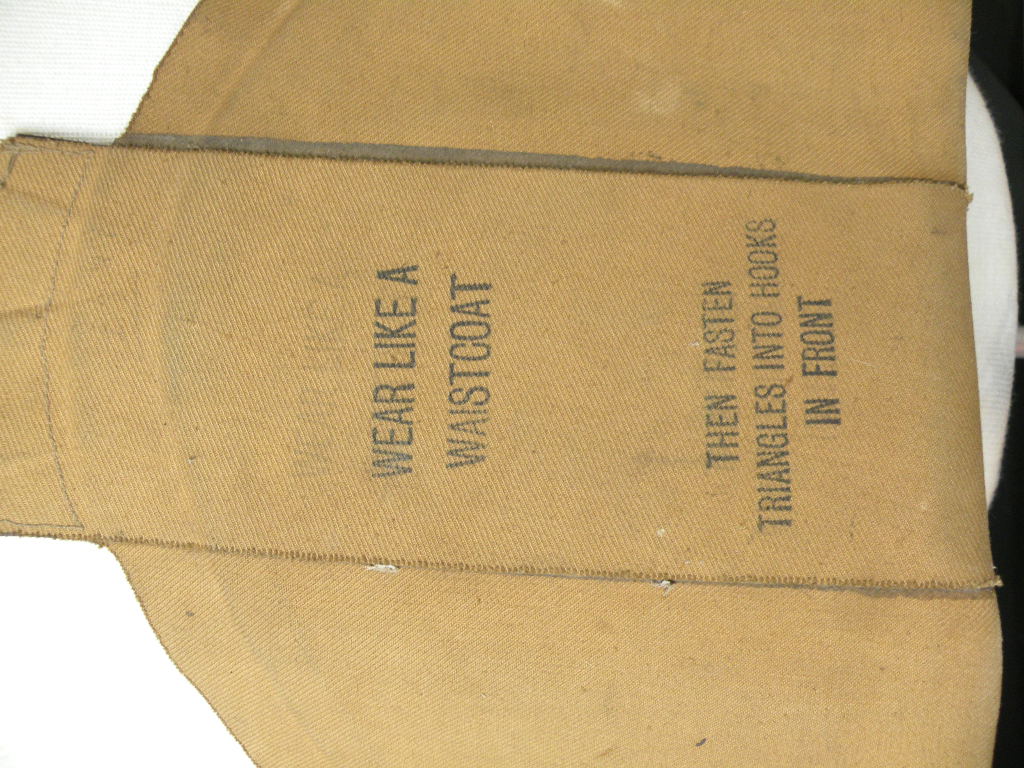 WEAR LIKE A
WAISTCOAT
THEN FASTEN
TRIANGLES INTO HOOKS
IN FRONT